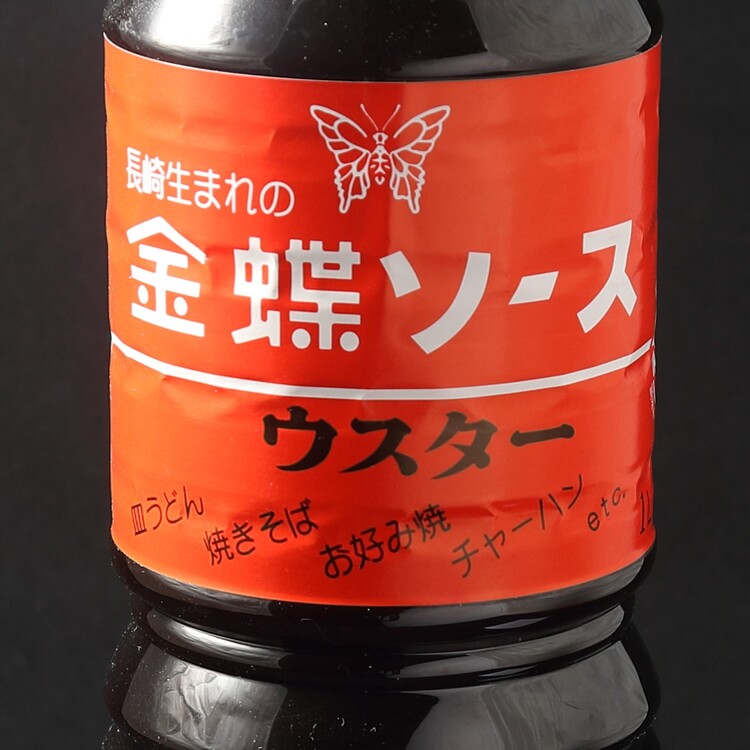 長崎生まれの
金蝶ソース
ウスター
皿うどん
焼きそば
お好み焼
チャーハン
etc.